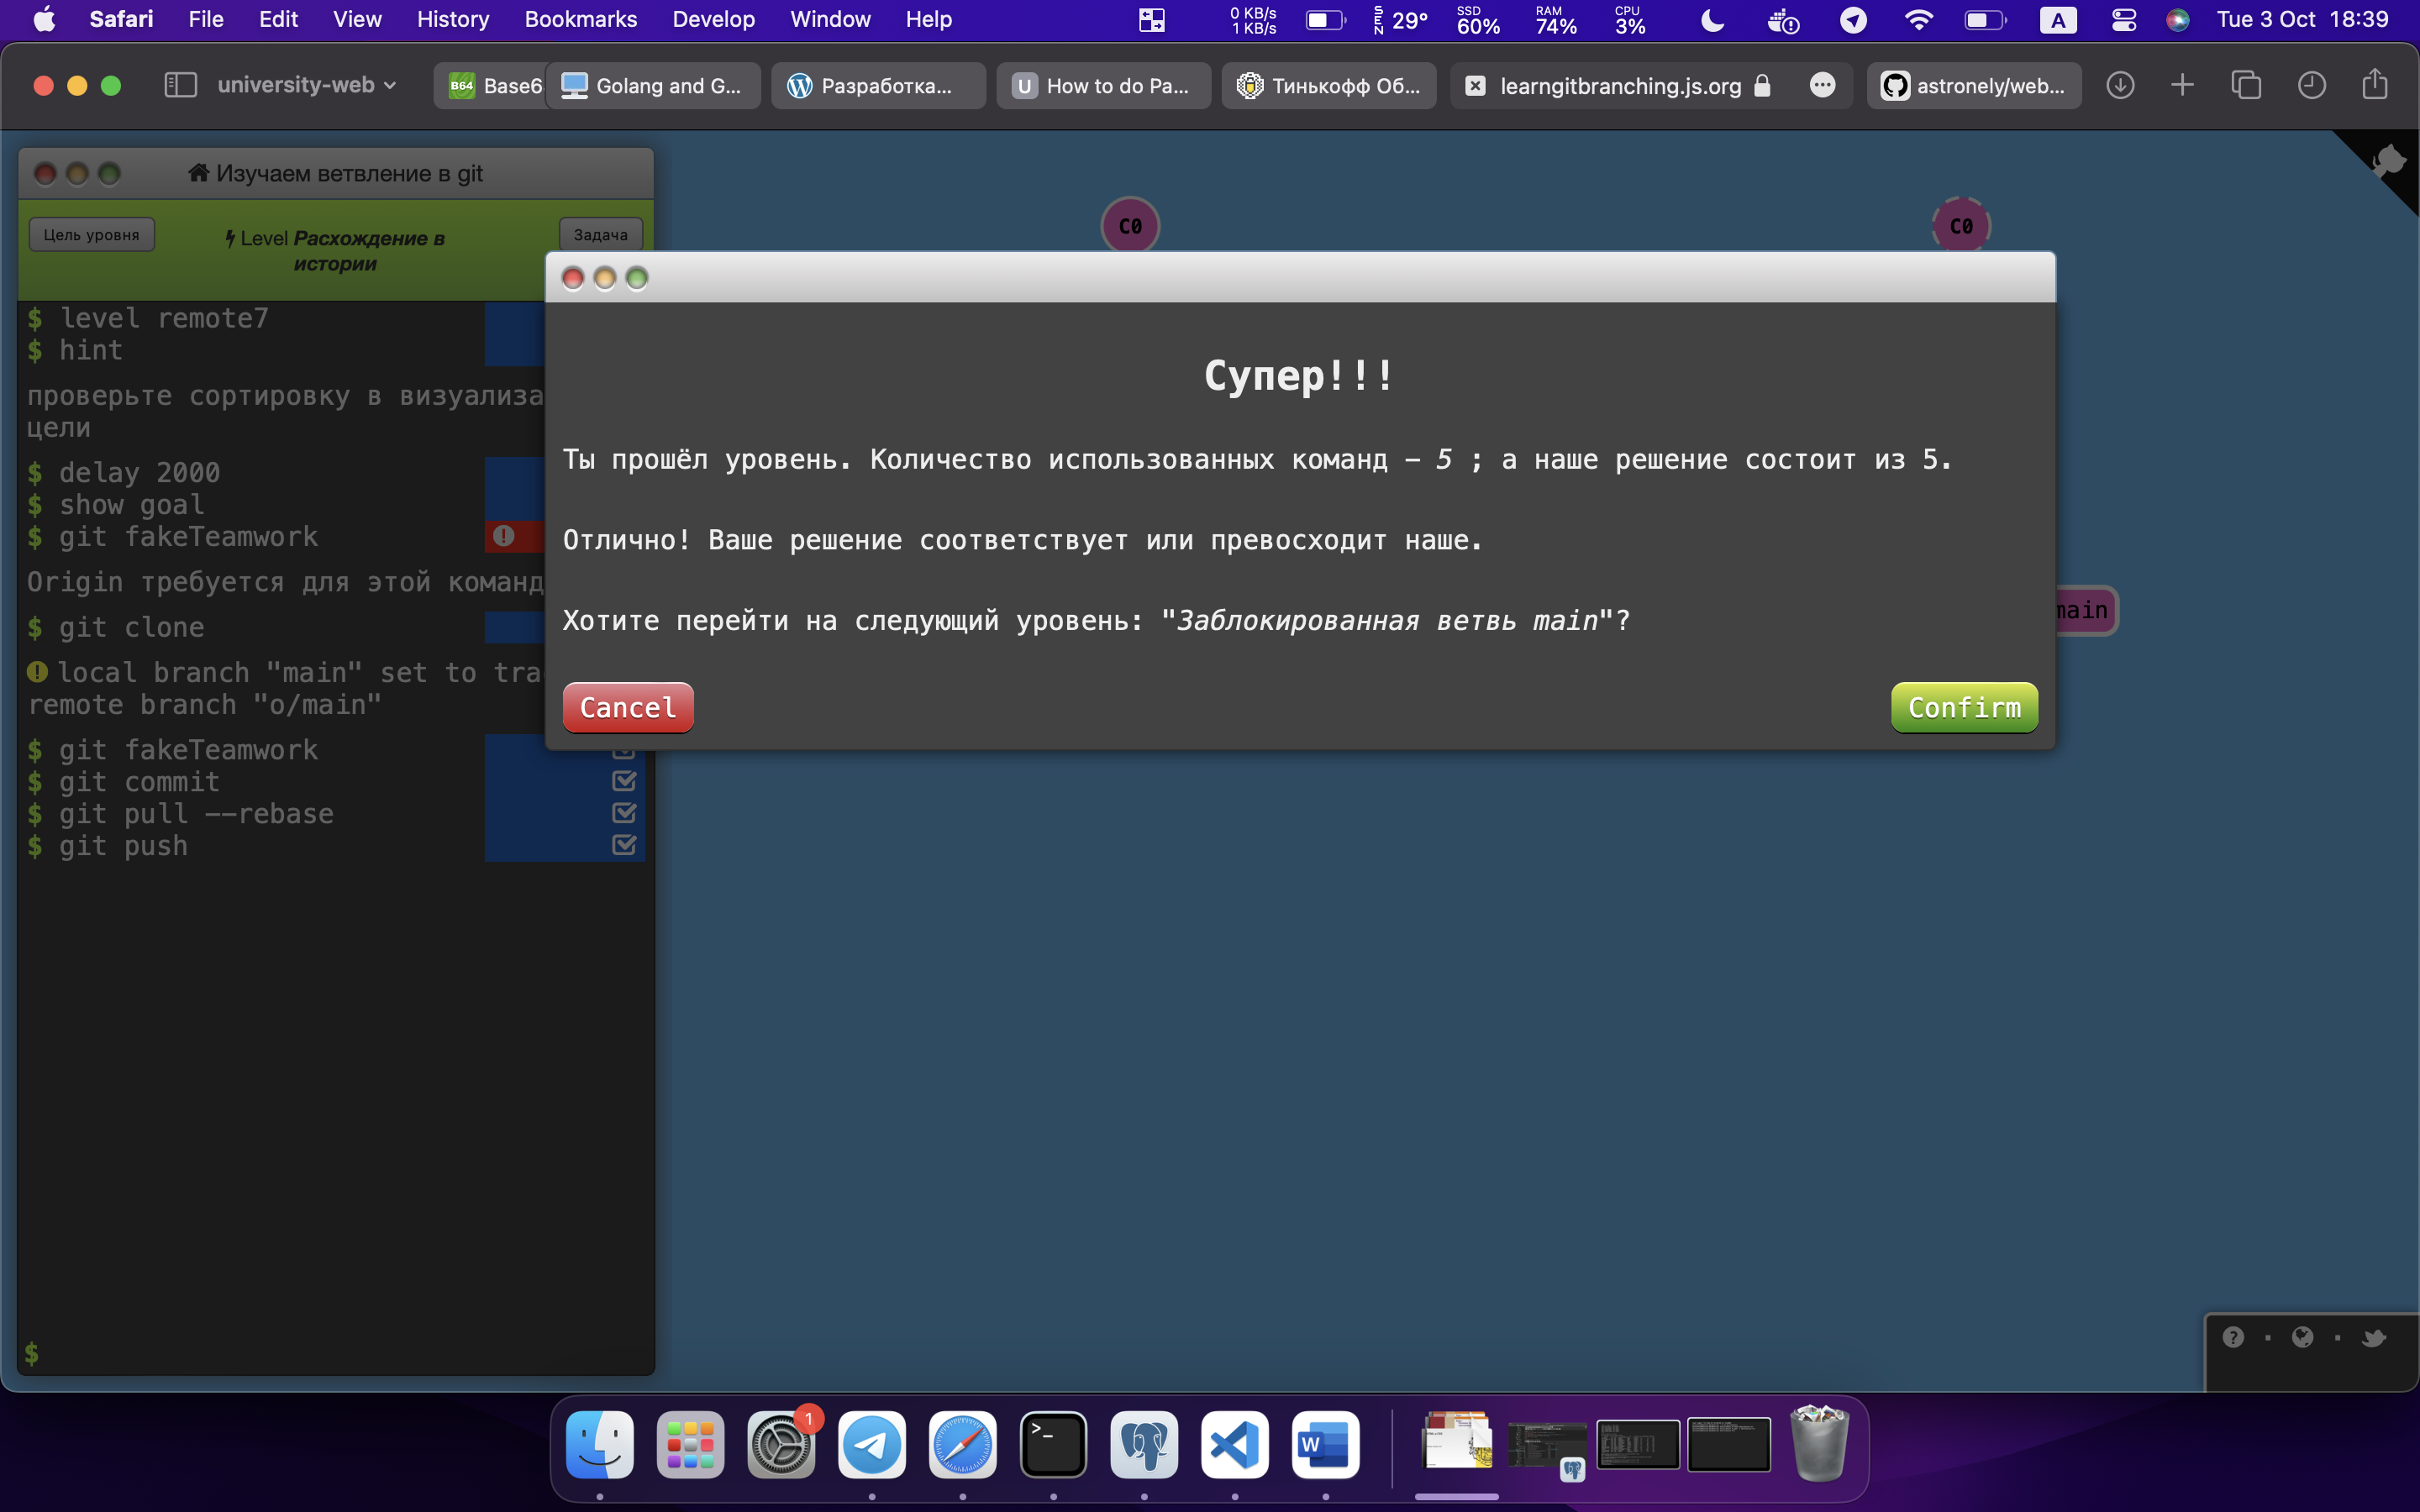 Safari File Edit View History Bookmarks Develop Window Help 0 KB/s 1 KB/s SEN 29° SSD 60% RAM 74% CPU 3% A Tue 3 Oct 18:39
university-web B64 Base6 Golang and G... Разработка... U How to do Pa... Тинькофф Об... learngitbranching.js.org astronely/web...
Изучаем ветвление в git
Цель уровня Level Расхождение в истории Задача
C0 C0
$ level remote7
$ hint
проверьте сортировку в визуализа
цели
$ delay 2000
$ show goal
$ git fakeTeamwork
Origin требуется для этой команд
$ git clone
local branch "main" set to tra
remote branch "o/main"
$ git fakeTeamwork
$ git commit
$ git pull --rebase
$ git push
$
Супер!!!
Ты прошёл уровень. Количество использованных команд – 5 ; а наше решение состоит из 5.
Отлично! Ваше решение соответствует или превосходит наше.
Хотите перейти на следующий уровень: "Заблокированная ветвь main"?
Cancel Confirm
main
1
W